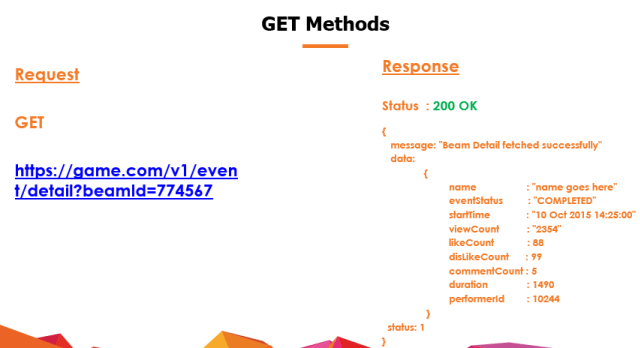 GET Methods
Request
GET
https://game.com/v1/even
t/detail?beamId=774567
Response
Status : 200 OK
{
message: "Beam Detail fetched successfully"
data:
{
name : "name goes here"
eventStatus : "COMPLETED"
startTime : "10 Oct 2015 14:25:00"
viewCount : "2354"
likeCount : 88
disLikeCount : 99
commentCount : 5
duration : 1490
performerId : 10244
}
status: 1
}